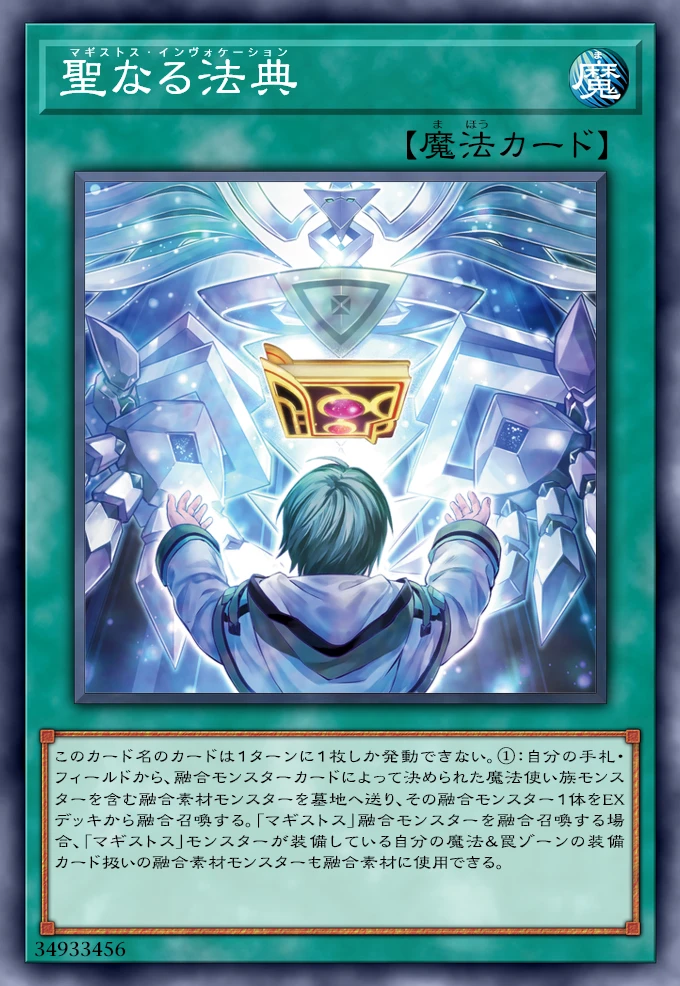 マギストス・インヴォケーション
聖なる法典
ま
魔
ま ほう
【魔法カード】
このカード名のカードは1ターンに1枚しか発動できない。①:自分の手札・
フィールドから、融合モンスターカードによって決められた魔法使い族モンス
ターを含む融合素材モンスターを墓地へ送り、その融合モンスター1体をEX
デッキから融合召喚する。「マギストス」融合モンスターを融合召喚する場
合、「マギストス」モンスターが装備している自分の魔法&罠ゾーンの装備
カード扱いの融合素材モンスターも融合素材に使用できる。
34933456